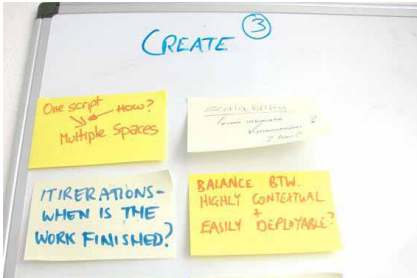 CREATE 3
One script HOW?
Multiple Spaces
ITIRERATIONS-
WHEN IS THE
WORK FINISHED?
BALANCE BTW.
HIGHLY CONTEXTUAL
+
EASILY DEPLOYABLE?